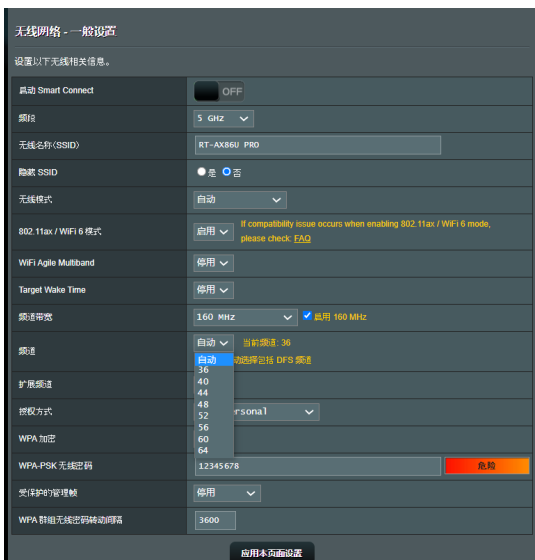 无线网络 - 一般设置
设置以下无线相关信息。
启动 Smart Connect
OFF
频段
5 GHz
无线名称(SSID)
RT-AX86U PRO
隐藏 SSID
是 否
无线模式
自动
802.11ax / WiFi 6 模式
启用
If compatibility issue occurs when enabling 802.11ax / WiFi 6 mode,
please check: FAQ
WiFi Agile Multiband
停用
Target Wake Time
停用
频道带宽
160 MHz
启用 160 MHz
频道
自动
当前频道: 36
自动
动选择包括 DFS 频道
36
40
44
48
52
56
60
64
扩展频道
授权方式
rsonal
WPA 加密
WPA-PSK 无线密码
12345678
危险
受保护的管理帧
停用
WPA 群组无线密码转动间隔
3600
应用本页面设置